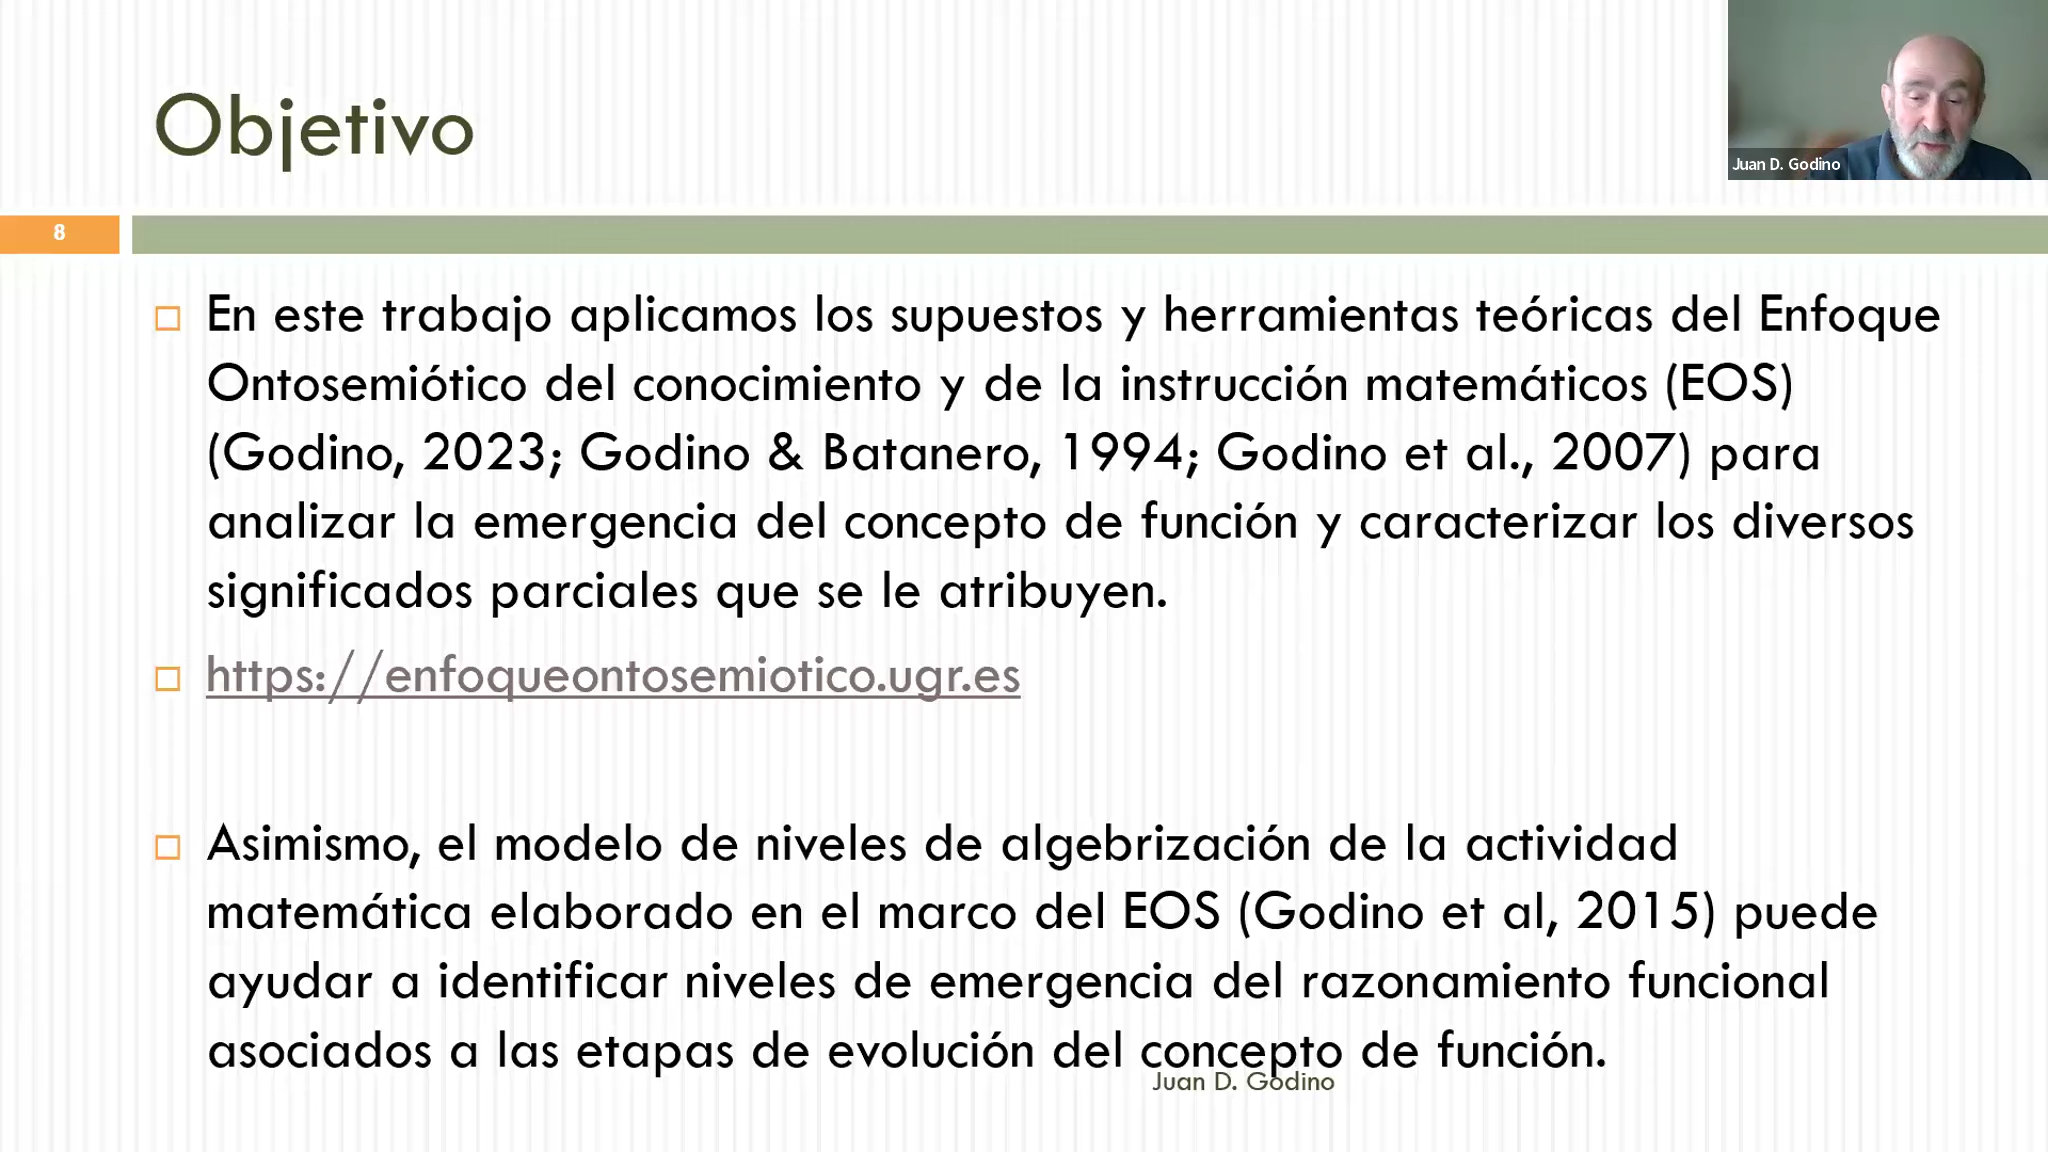 Objetivo
Juan D. Godino
8
En este trabajo aplicamos los supuestos y herramientas teóricas del Enfoque
Ontosemiótico del conocimiento y de la instrucción matemáticos (EOS)
(Godino, 2023; Godino & Batanero, 1994; Godino et al., 2007) para
analizar la emergencia del concepto de función y caracterizar los diversos
significados parciales que se le atribuyen.
https://enfoqueontosemiotico.ugr.es
Asimismo, el modelo de niveles de algebrización de la actividad
matemática elaborado en el marco del EOS (Godino et al, 2015) puede
ayudar a identificar niveles de emergencia del razonamiento funcional
asociados a las etapas de evolución del concepto de función.
Juan D. Godino